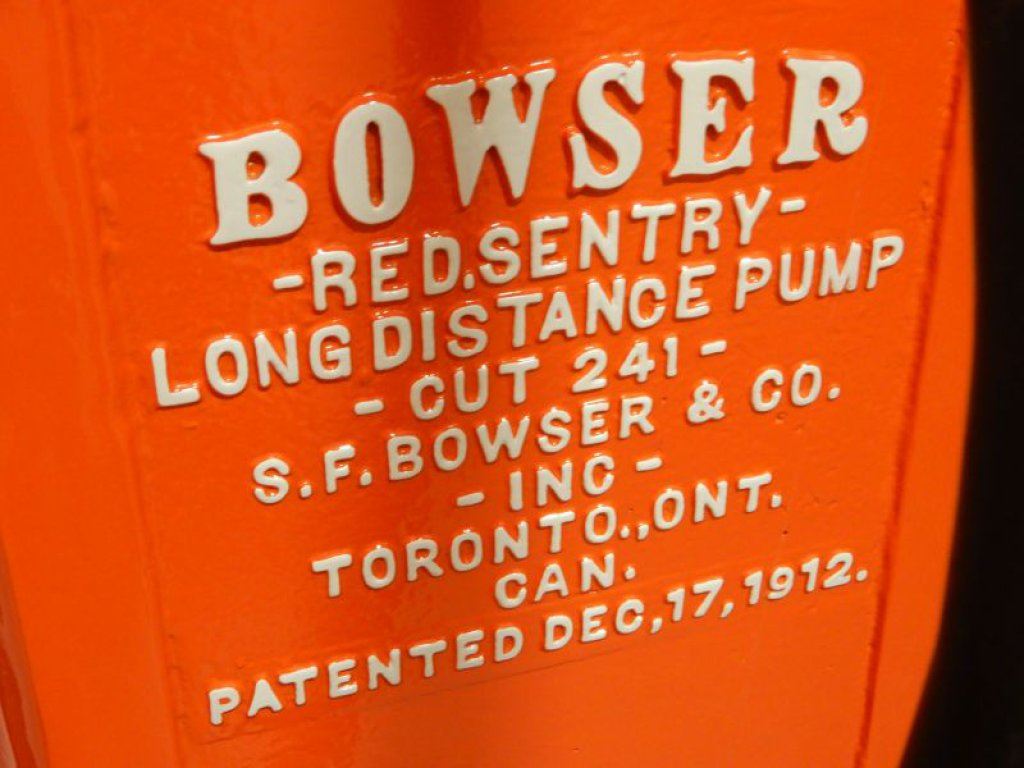 BOWSER
-RED.SENTRY-
LONG DISTANCE PUMP
- CUT 241 -
S.F. BOWSER & CO.
- INC -
TORONTO.,ONT.
CAN.
PATENTED DEC,17,1912.